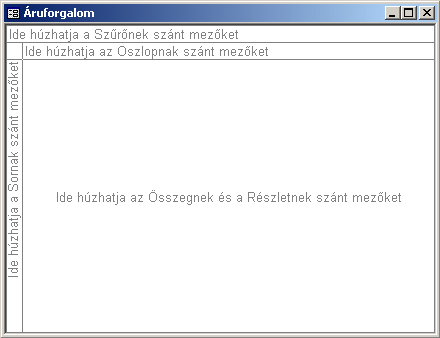 Áruforgalom
Ide húzhatja a Szűrőnek szánt mezőket
Ide húzhatja az Oszlopnak szánt mezőket
Ide húzhatja a Sornak szánt mezőket
Ide húzhatja az Összegnek és a Részletnek szánt mezőket